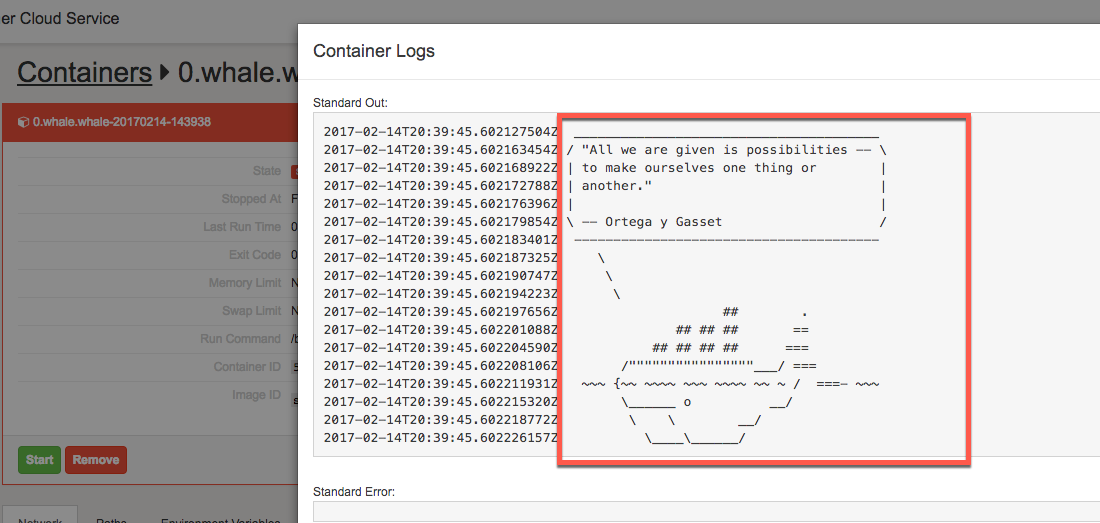 er Cloud Service
Containers 0.whale.w
0.whale.whale-20170214-143938
State
Stopped At F
Last Run Time 0
Exit Code 0
Memory Limit N
Swap Limit N
Run Command /b
Container ID
Image ID
Start Remove
Network Paths Environment Variables
Container Logs
Standard Out:
2017-02-14T20:39:45.602127504Z  ________________________________________
2017-02-14T20:39:45.602163454Z / "All we are given is possibilities -- \
2017-02-14T20:39:45.602168922Z | to make ourselves one thing or        |
2017-02-14T20:39:45.602172788Z | another."                             |
2017-02-14T20:39:45.602176396Z |                                       |
2017-02-14T20:39:45.602179854Z \ -- Ortega y Gasset                    /
2017-02-14T20:39:45.602183401Z  ---------------------------------------
2017-02-14T20:39:45.602187325Z     \
2017-02-14T20:39:45.602190747Z      \
2017-02-14T20:39:45.602194223Z       \
2017-02-14T20:39:45.602197656Z                     ##        .
2017-02-14T20:39:45.602201088Z               ## ## ##       ==
2017-02-14T20:39:45.602204590Z            ## ## ## ##      ===
2017-02-14T20:39:45.602208106Z        /""""""""""""""""___/ ===
2017-02-14T20:39:45.602211931Z   ~~~ {~~ ~~~~ ~~~ ~~~~ ~~ ~ /  ===- ~~~
2017-02-14T20:39:45.602215320Z        \______ o          __/
2017-02-14T20:39:45.602218772Z         \    \        __/
2017-02-14T20:39:45.602226157Z           \____\______/
Standard Error: